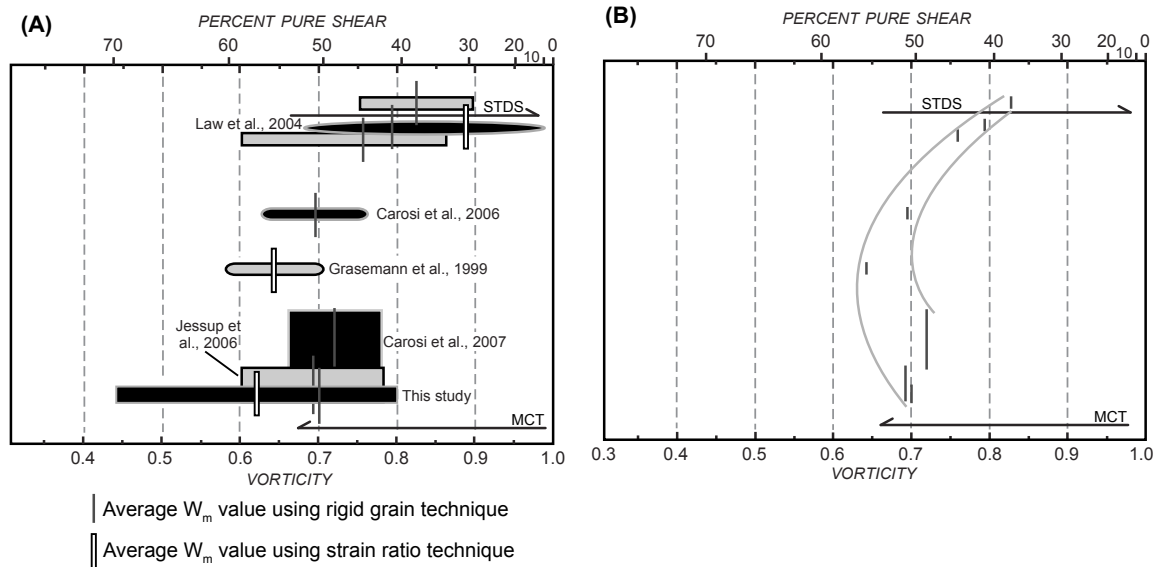 (A)
PERCENT PURE SHEAR
70 60 50 40 30 20 10 0
STDS
Law et al., 2004
Carosi et al., 2006
Grasemann et al., 1999
Jessup et
al., 2006
Carosi et al., 2007
This study
MCT
0.4 0.5 0.6 0.7 0.8 0.9 1.0
VORTICITY
(B)
PERCENT PURE SHEAR
70 60 50 40 30 20 10 0
STDS
MCT
0.3 0.4 0.5 0.6 0.7 0.8 0.9 1.0
VORTICITY
Average Wm value using rigid grain technique
Average Wm value using strain ratio technique